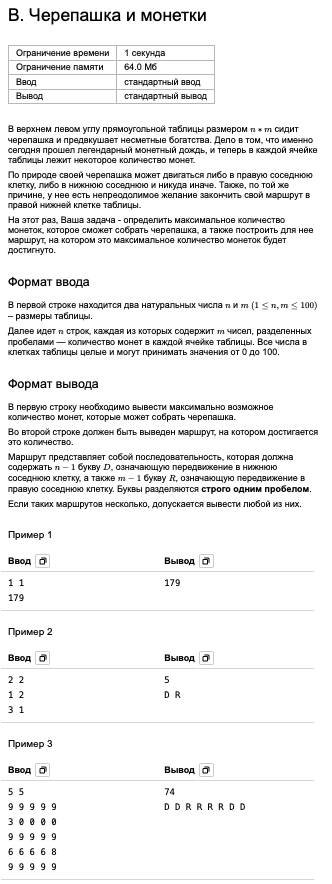 В. Черепашка и монетки
Ограничение времени 1 секунда
Ограничение памяти 64.0 Мб
Ввод стандартный ввод
Вывод стандартный вывод
В верхнем левом углу прямоугольной таблицы размером n ∗ m сидит
черепашка и предвкушает несметные богатства. Дело в том, что именно
сегодня прошел легендарный монетный дождь, и теперь в каждой ячейке
таблицы лежит некоторое количество монет.
По природе своей черепашка может двигаться либо в правую соседнюю
клетку, либо в нижнюю соседнюю и никуда иначе. Также, по той же
причине, у нее есть непреодолимое желание закончить свой маршрут в
правой нижней клетке таблицы.
На этот раз, Ваша задача - определить максимальное количество
монеток, которое сможет собрать черепашка, а также построить для нее
маршрут, на котором это максимальное количество монеток будет
достигнуто.
Формат ввода
В первой строке находится два натуральных числа n и m (1 ≤ n, m ≤ 100)
– размеры таблицы.
Далее идет n строк, каждая из которых содержит m чисел, разделенных
пробелами — количество монет в каждой ячейке таблицы. Все числа в
клетках таблицы целые и могут принимать значения от 0 до 100.
Формат вывода
В первую строку необходимо вывести максимально возможное
количество монет, которые может собрать черепашка.
Во второй строке должен быть выведен маршрут, на котором достигается
это количество.
Маршрут представляет собой последовательность, которая должна
содержать n − 1 букву D, означающую передвижение в нижнюю
соседнюю клетку, а также m − 1 букву R, означающую передвижение в
правую соседнюю клетку. Буквы разделяются строго одним пробелом.
Если таких маршрутов несколько, допускается вывести любой из них.
Пример 1
Ввод Вывод
1 1 179
179
Пример 2
Ввод Вывод
2 2 5
1 2 D R
3 1
Пример 3
Ввод Вывод
5 5 74
9 9 9 9 9 D D R R R R D D
3 0 0 0 0
9 9 9 9 9
6 6 6 6 8
9 9 9 9 9